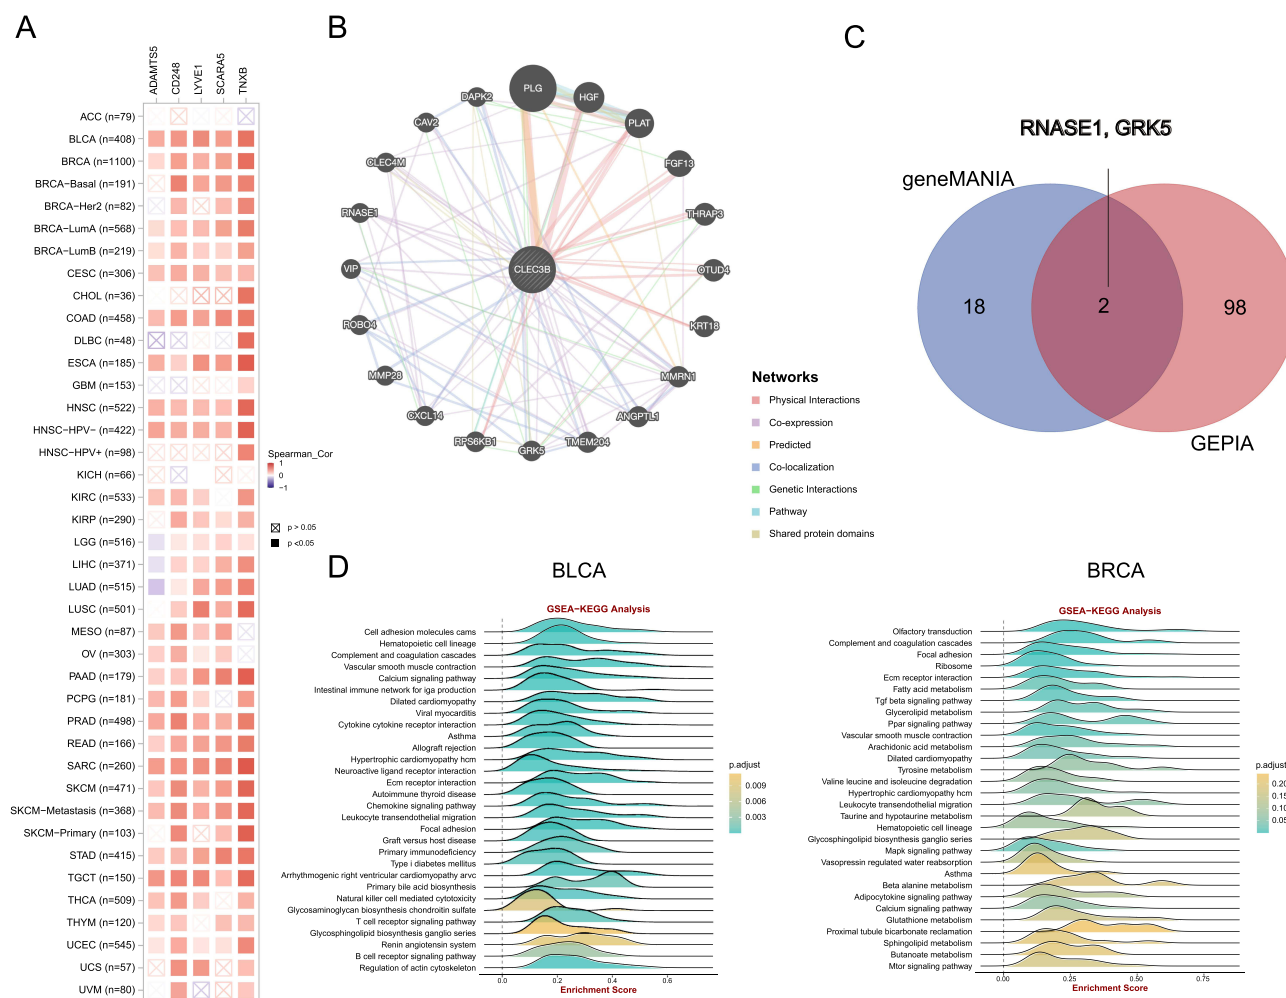 A
ADAMTS5
CD248
LYVE1
SCARA5
TNXB
ACC (n=79)
BLCA (n=408)
BRCA (n=1100)
BRCA−Basal (n=191)
BRCA−Her2 (n=82)
BRCA−LumA (n=568)
BRCA−LumB (n=219)
CESC (n=306)
CHOL (n=36)
COAD (n=458)
DLBC (n=48)
ESCA (n=185)
GBM (n=153)
HNSC (n=522)
HNSC−HPV− (n=422)
HNSC−HPV+ (n=98)
KICH (n=66)
KIRC (n=533)
KIRP (n=290)
LGG (n=516)
LIHC (n=371)
LUAD (n=515)
LUSC (n=501)
MESO (n=87)
OV (n=303)
PAAD (n=179)
PCPG (n=181)
PRAD (n=498)
READ (n=166)
SARC (n=260)
SKCM (n=471)
SKCM−Metastasis (n=368)
SKCM−Primary (n=103)
STAD (n=415)
TGCT (n=150)
THCA (n=509)
THYM (n=120)
UCEC (n=545)
UCS (n=57)
UVM (n=80)
Spearman_Cor
1
0
−1
p > 0.05
p <0.05
B
PLG
HGF
PLAT
FGF13
THRAP3
OTUD4
KRT18
MMRN1
ANGPTL1
TMEM204
GRK5
RPS6KB1
CXCL14
MMP28
ROBO4
VIP
RNASE1
CLEC4M
CAV2
DAPK2
CLEC3B
Networks
Physical Interactions
Co-expression
Predicted
Co-localization
Genetic Interactions
Pathway
Shared protein domains
C
RNASE1, GRK5
geneMANIA
18
2
98
GEPIA
D
BLCA
GSEA−KEGG Analysis
Cell adhesion molecules cams
Hematopoietic cell lineage
Complement and coagulation cascades
Vascular smooth muscle contraction
Calcium signaling pathway
Intestinal immune network for iga production
Dilated cardiomyopathy
Viral myocarditis
Cytokine cytokine receptor interaction
Asthma
Allograft rejection
Hypertrophic cardiomyopathy hcm
Neuroactive ligand receptor interaction
Ecm receptor interaction
Autoimmune thyroid disease
Chemokine signaling pathway
Leukocyte transendothelial migration
Focal adhesion
Graft versus host disease
Primary immunodeficiency
Type i diabetes mellitus
Arrhythmogenic right ventricular cardiomyopathy arvc
Primary bile acid biosynthesis
Natural killer cell mediated cytotoxicity
Glycosaminoglycan biosynthesis chondroitin sulfate
T cell receptor signaling pathway
Glycosphingolipid biosynthesis ganglio series
Renin angiotensin system
B cell receptor signaling pathway
Regulation of actin cytoskeleton
0.0
0.2
0.4
0.6
Enrichment Score
p.adjust
0.009
0.006
0.003
BRCA
GSEA−KEGG Analysis
Olfactory transduction
Complement and coagulation cascades
Focal adhesion
Ribosome
Ecm receptor interaction
Fatty acid metabolism
Tgf beta signaling pathway
Glycerolipid metabolism
Ppar signaling pathway
Vascular smooth muscle contraction
Arachidonic acid metabolism
Dilated cardiomyopathy
Tyrosine metabolism
Valine leucine and isoleucine degradation
Hypertrophic cardiomyopathy hcm
Leukocyte transendothelial migration
Taurine and hypotaurine metabolism
Hematopoietic cell lineage
Glycosphingolipid biosynthesis ganglio series
Mapk signaling pathway
Vasopressin regulated water reabsorption
Asthma
Beta alanine metabolism
Adipocytokine signaling pathway
Calcium signaling pathway
Glutathione metabolism
Proximal tubule bicarbonate reclamation
Sphingolipid metabolism
Butanoate metabolism
Mtor signaling pathway
0.00
0.25
0.50
0.75
Enrichment Score
p.adjust
0.20
0.15
0.10
0.05